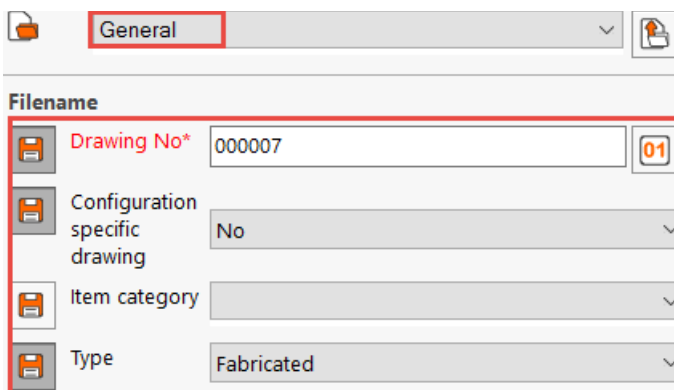 General
Filename
Drawing No* 000007 01
Configuration
specific
drawing
No
Item category
Type Fabricated